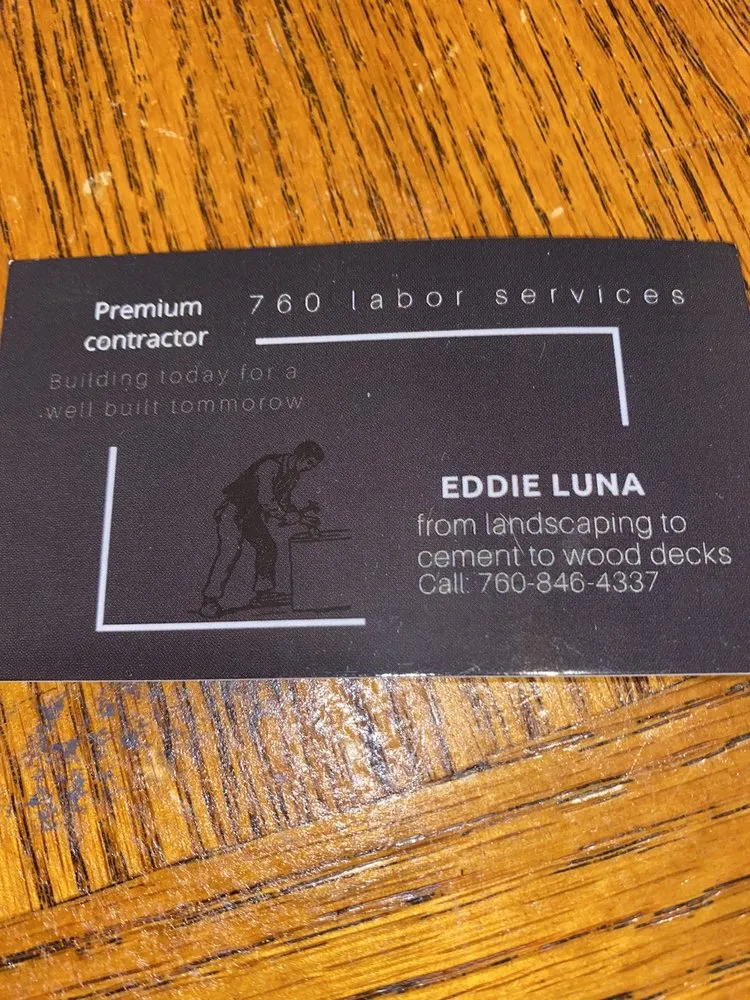 Premium
contractor
760 labor services
Building today for a
well built tommorow
EDDIE LUNA
from landscaping to
cement to wood decks
Call: 760-846-4337